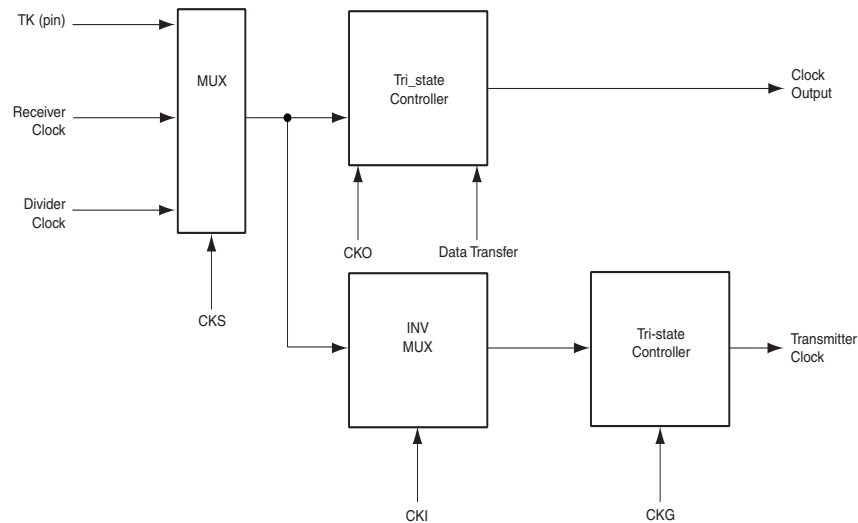 TK (pin)
MUX
Tri_state
Controller
Clock
Output
Receiver
Clock
Divider
Clock
CKO
Data Transfer
CKS
INV
MUX
Tri-state
Controller
Transmitter
Clock
CKI
CKG